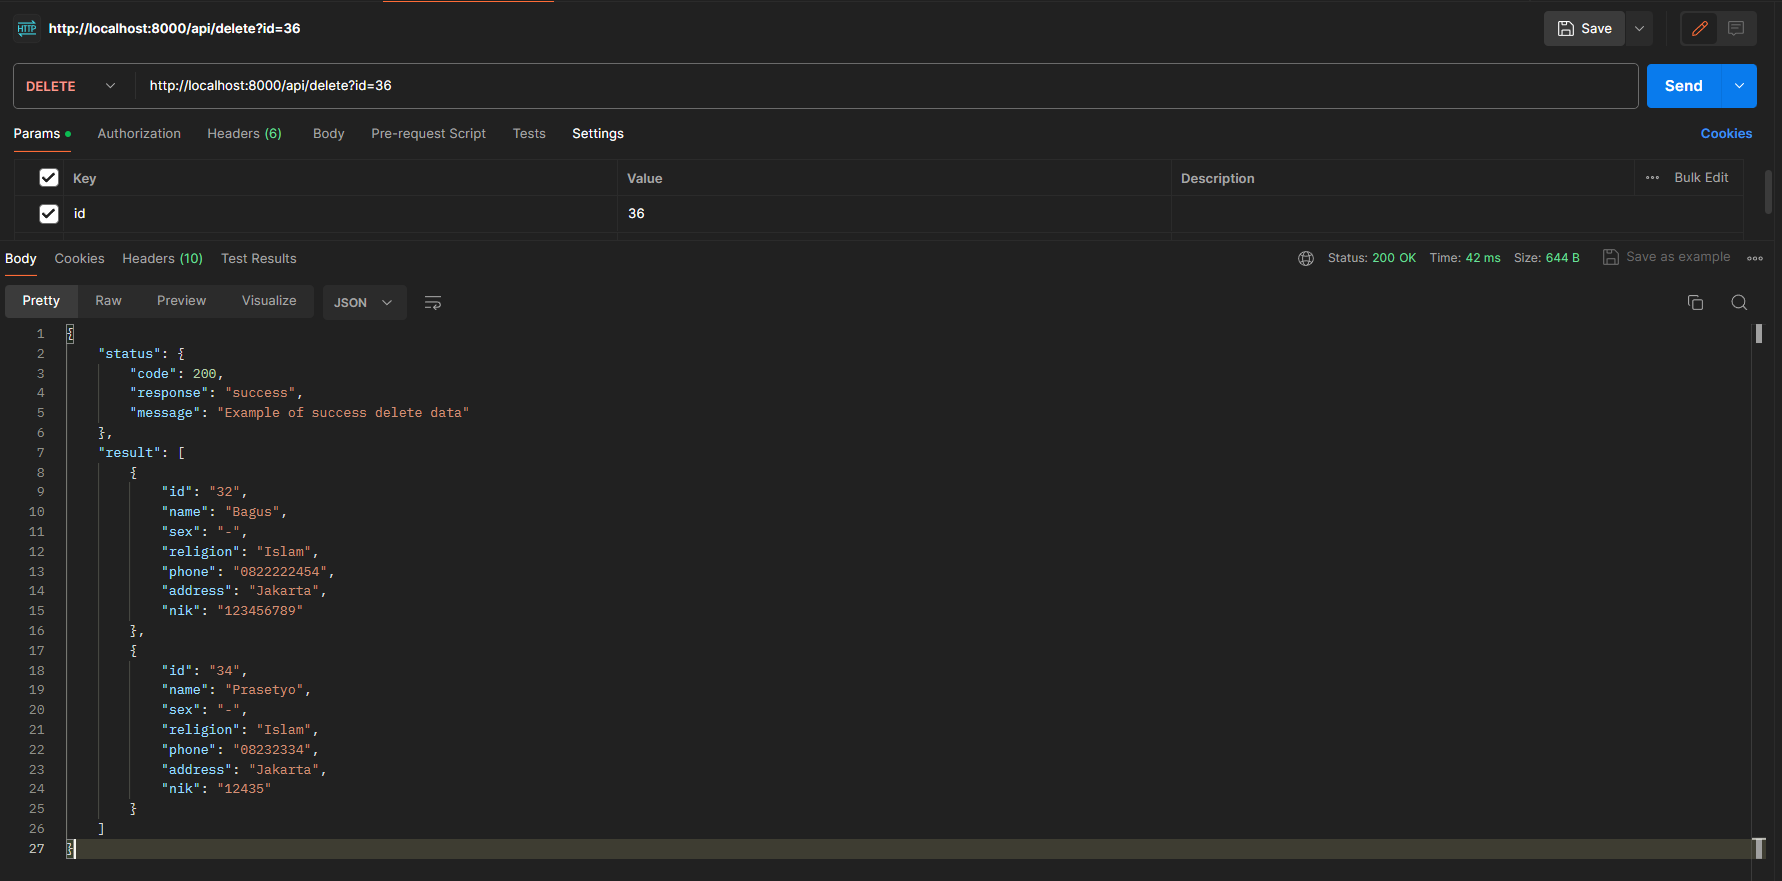 HTTP http://localhost:8000/api/delete?id=36 Save
DELETE http://localhost:8000/api/delete?id=36 Send
Params Authorization Headers (6) Body Pre-request Script Tests Settings Cookies
Key Value Description Bulk Edit
id 36
Body Cookies Headers (10) Test Results Status: 200 OK Time: 42 ms Size: 644 B Save as example
Pretty Raw Preview Visualize JSON
1 {
2 "status": {
3 "code": 200,
4 "response": "success",
5 "message": "Example of success delete data"
6 },
7 "result": [
8 {
9 "id": "32",
10 "name": "Bagus",
11 "sex": "-",
12 "religion": "Islam",
13 "phone": "0822222454",
14 "address": "Jakarta",
15 "nik": "123456789"
16 },
17 {
18 "id": "34",
19 "name": "Prasetyo",
20 "sex": "-",
21 "religion": "Islam",
22 "phone": "08232334",
23 "address": "Jakarta",
24 "nik": "12435"
25 }
26 ]
27 }